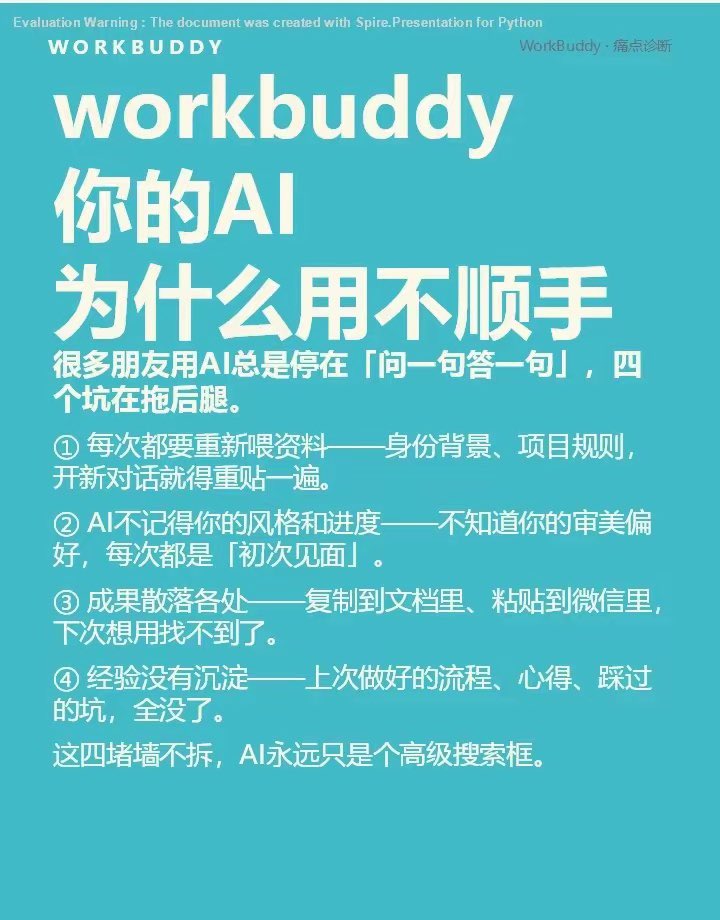 Evaluation Warning : The document was created with Spire.Presentation for Python
WORKBUDDY
WorkBuddy · 痛点诊断
workbuddy
你的AI
为什么用不顺手
很多朋友用AI总是停在「问一句答一句」，四
个坑在拖后腿。
① 每次都要重新喂资料——身份背景、项目规则，
开新对话就得重贴一遍。
② AI不记得你的风格和进度——不知道你的审美偏
好，每次都是「初次见面」。
③ 成果散落各处——复制到文档里、粘贴到微信里，
下次想用找不到了。
④ 经验没有沉淀——上次做好的流程、心得、踩过
的坑，全没了。
这四堵墙不拆，AI永远只是个高级搜索框。